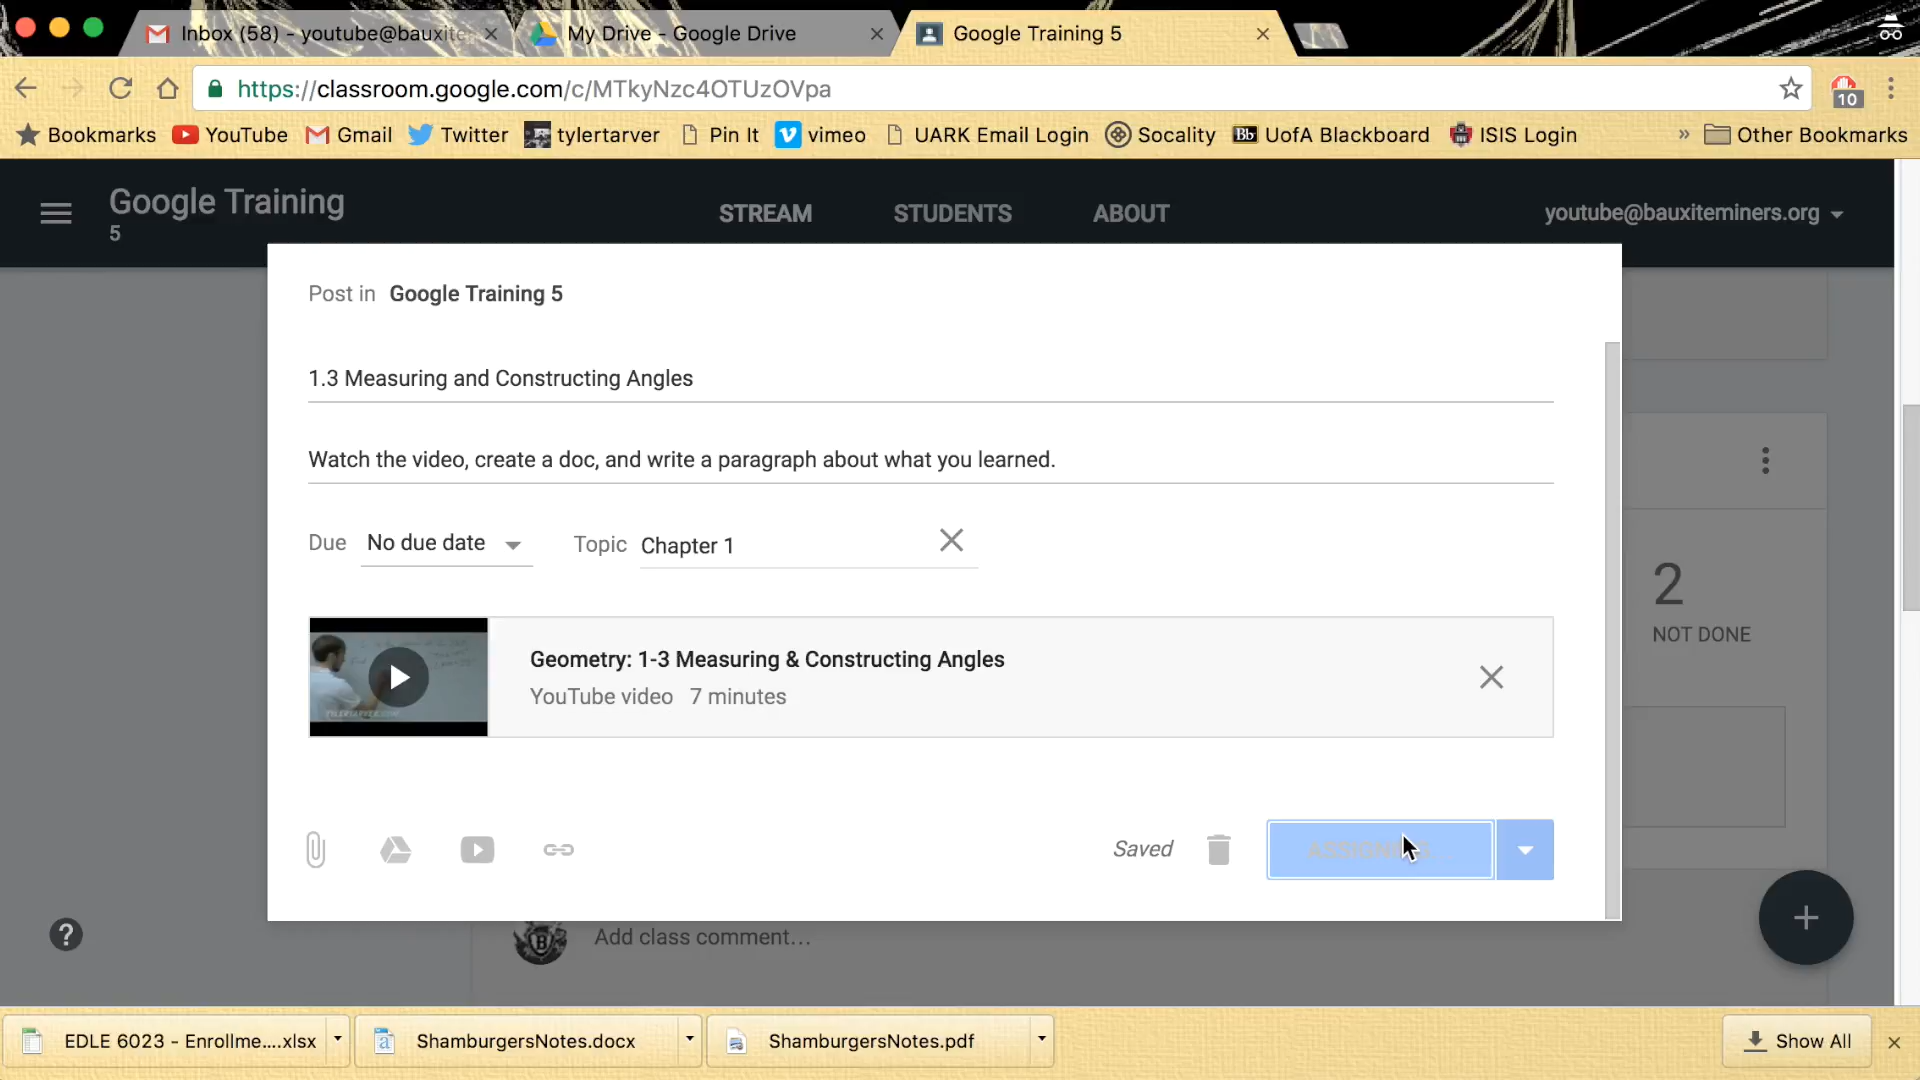 Inbox (58) - youtube@bauxite
My Drive - Google Drive
Google Training 5
https://classroom.google.com/c/MTkyNzc4OTUzOVpa
10
Bookmarks
YouTube
Gmail
Twitter
tylertarver
Pin It
vimeo
UARK Email Login
Socality
Bb UofA Blackboard
ISIS Login
»
Other Bookmarks
Google Training
5
STREAM
STUDENTS
ABOUT
youtube@bauxiteminers.org
Post in Google Training 5
1.3 Measuring and Constructing Angles
Watch the video, create a doc, and write a paragraph about what you learned.
Due No due date
Topic Chapter 1
2
NOT DONE
Geometry: 1-3 Measuring & Constructing Angles
YouTube video 7 minutes
TYLERTARVER.COM
Saved
?
+
B
Add class comment...
EDLE 6023 - Enrollme....xlsx
ShamburgersNotes.docx
ShamburgersNotes.pdf
Show All